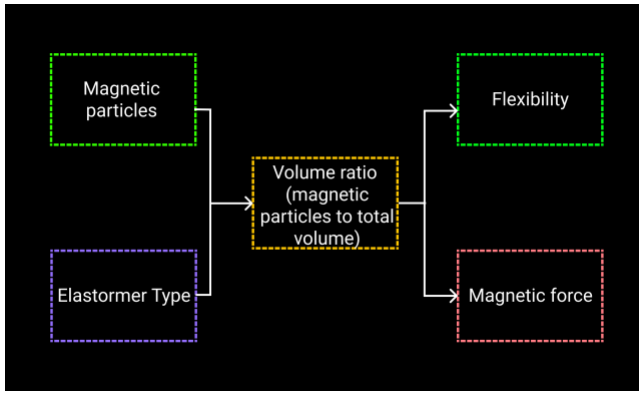 Magnetic
particles
Elastormer Type
Volume ratio
(magnetic
particles to total
volume)
Flexibility
Magnetic force